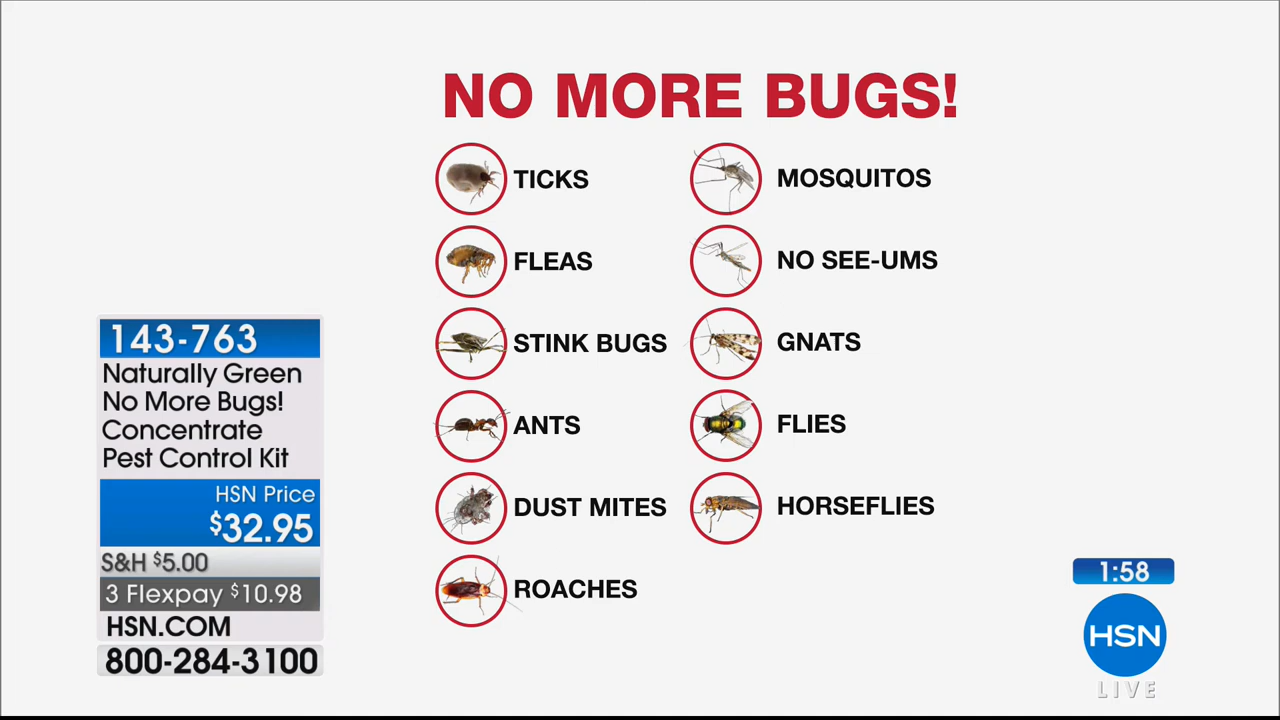 NO MORE BUGS!
TICKS
FLEAS
STINK BUGS
ANTS
DUST MITES
ROACHES
MOSQUITOS
NO SEE-UMS
GNATS
FLIES
HORSEFLIES
143-763
Naturally Green
No More Bugs!
Concentrate
Pest Control Kit
HSN Price
$32.95
S&H $5.00
3 Flexpay $10.98
HSN.COM
800-284-3100
1:58
HSN
LIVE